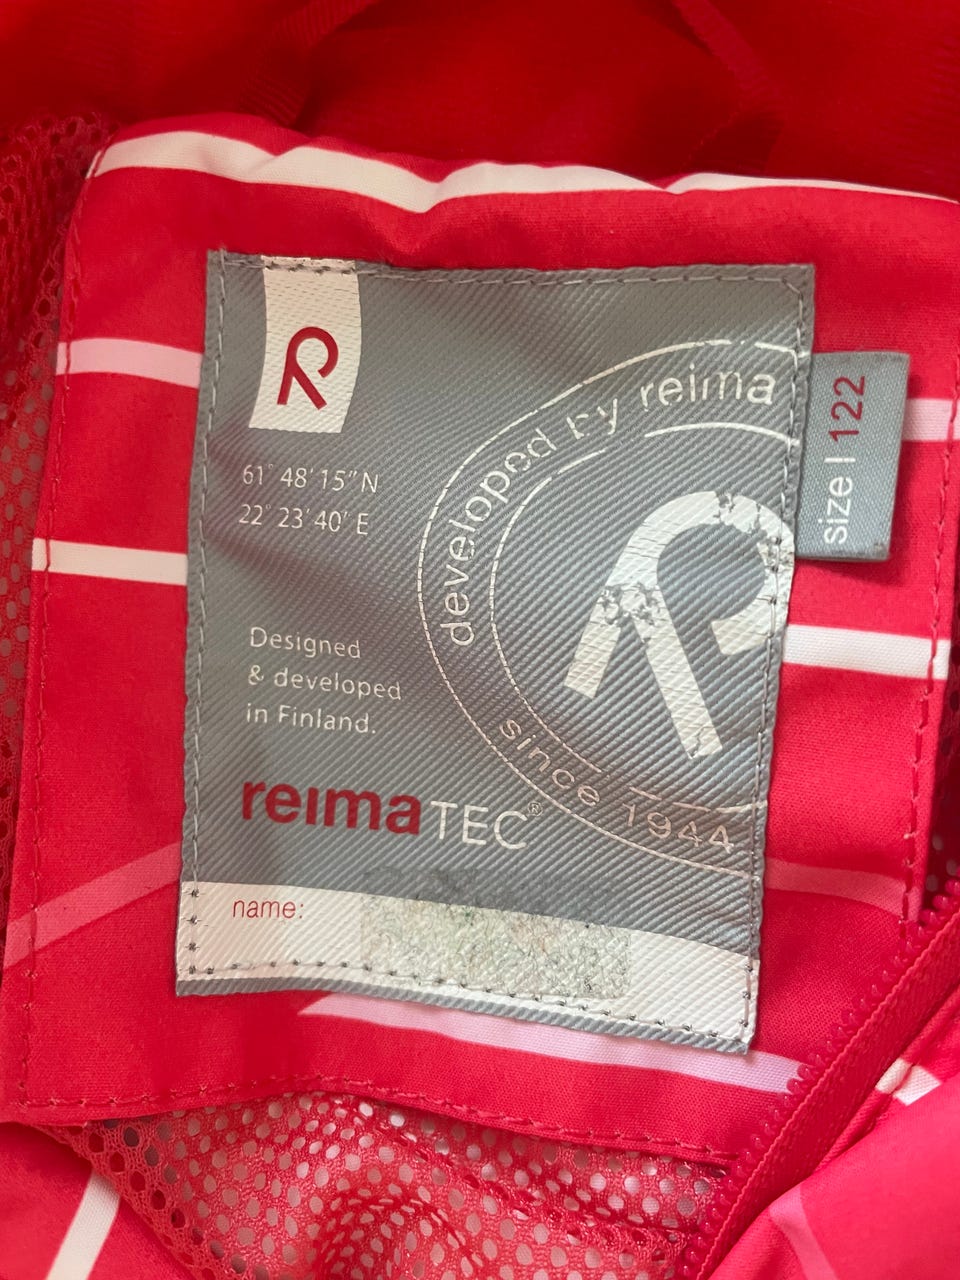 R
61° 48' 15" N
22° 23' 40' E
developed by reima
R
since 1944
size | 122
Designed
& developed
in Finland.
reimaTEC®
name: